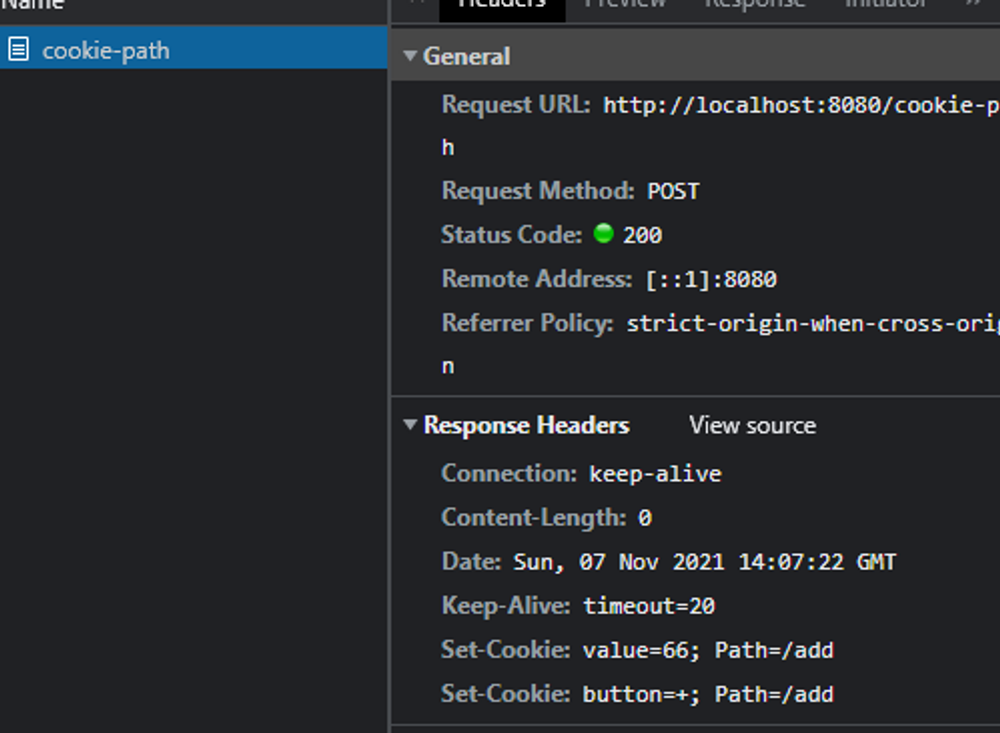 Name
Headers Preview Response Initiator
cookie-path
General
Request URL: http://localhost:8080/cookie-p
h
Request Method: POST
Status Code: 200
Remote Address: [::1]:8080
Referrer Policy: strict-origin-when-cross-orig
n
Response Headers View source
Connection: keep-alive
Content-Length: 0
Date: Sun, 07 Nov 2021 14:07:22 GMT
Keep-Alive: timeout=20
Set-Cookie: value=66; Path=/add
Set-Cookie: button=+; Path=/add